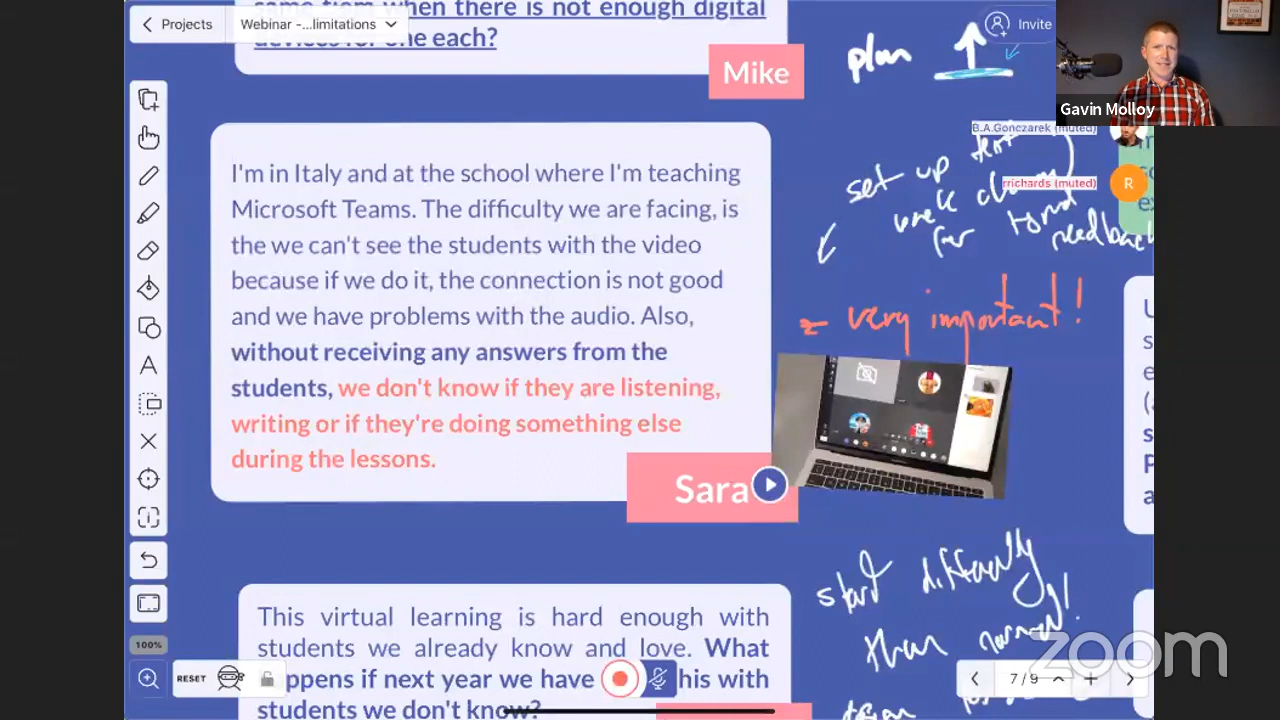 same from when there is not enough digital
devices for one each?
Projects
Webinar -...limitations
Invite
Mike
plan
Gavin Molloy
B.A.Gonczarek (muted)
rrichards (muted)
R
set up
work
for
feedback
I'm in Italy and at the school where I'm teaching
Microsoft Teams. The difficulty we are facing, is
the we can't see the students with the video
because if we do it, the connection is not good
and we have problems with the audio. Also,
without receiving any answers from the
students, we don't know if they are listening,
writing or if they're doing something else
during the lessons.
Sara
= very important!
start differently
than normal!
This virtual learning is hard enough with
students we already know and love. What
ppens if next year we have
his with
students we don't know?
100%
RESET
7/9
zoom